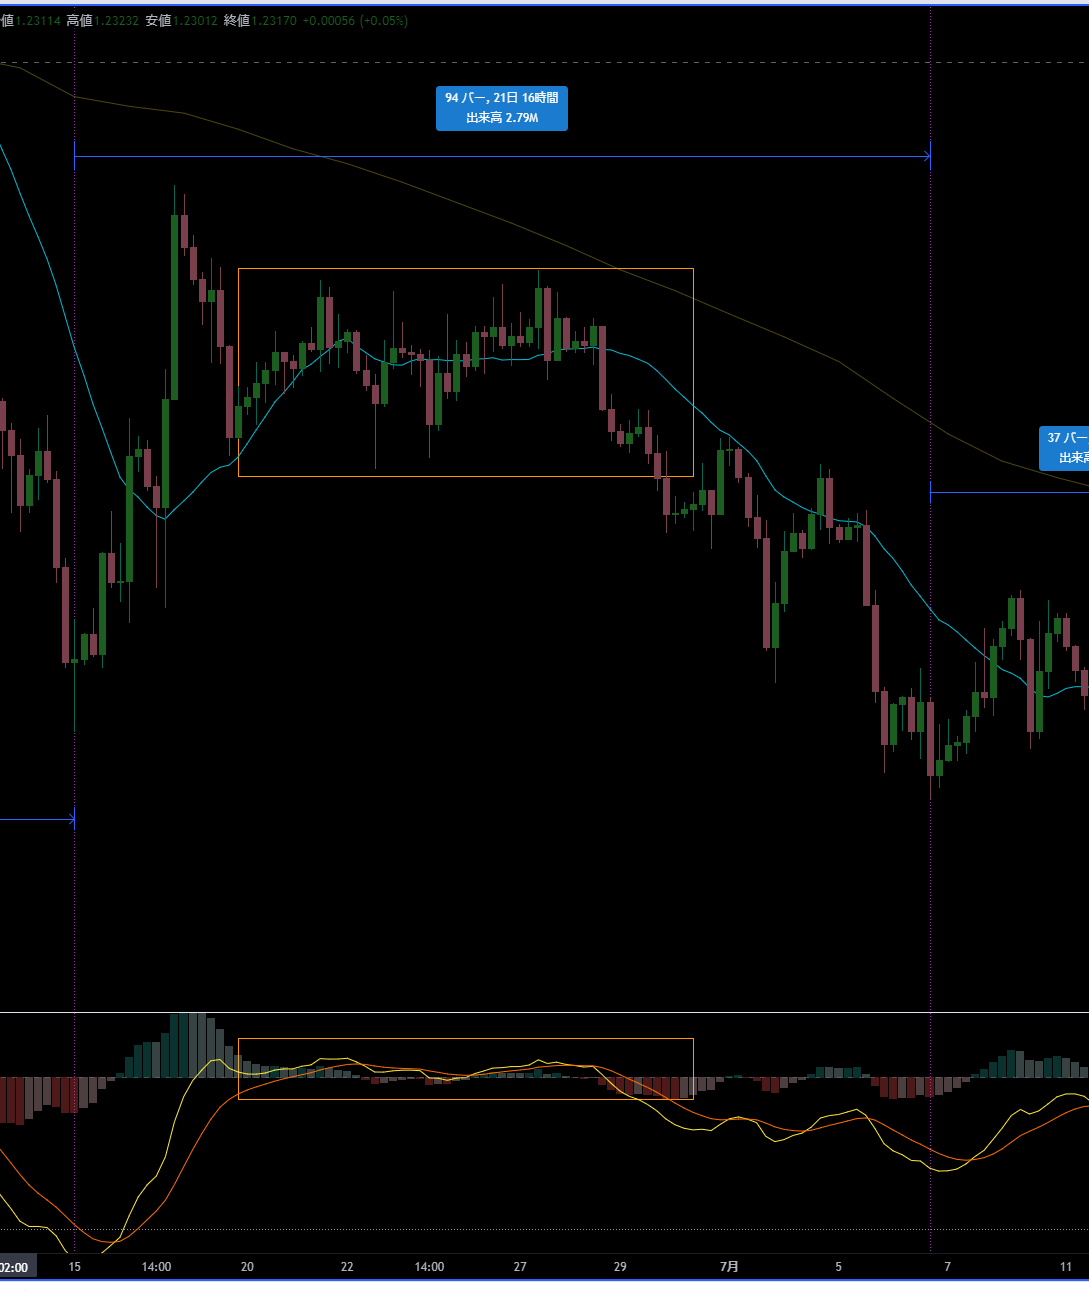 値1.23114 高値1.23232 安値1.23012 終値1.23170 +0.00056 (+0.05%)
94 バー, 21日 16時間
出来高 2.79M
37 バー
出来高
02:00 15 14:00 20 22 14:00 27 29 7月 5 7 11